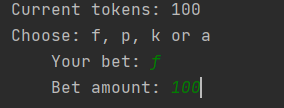 Current tokens: 100
Choose: f, p, k or a
Your bet: f
Bet amount: 100